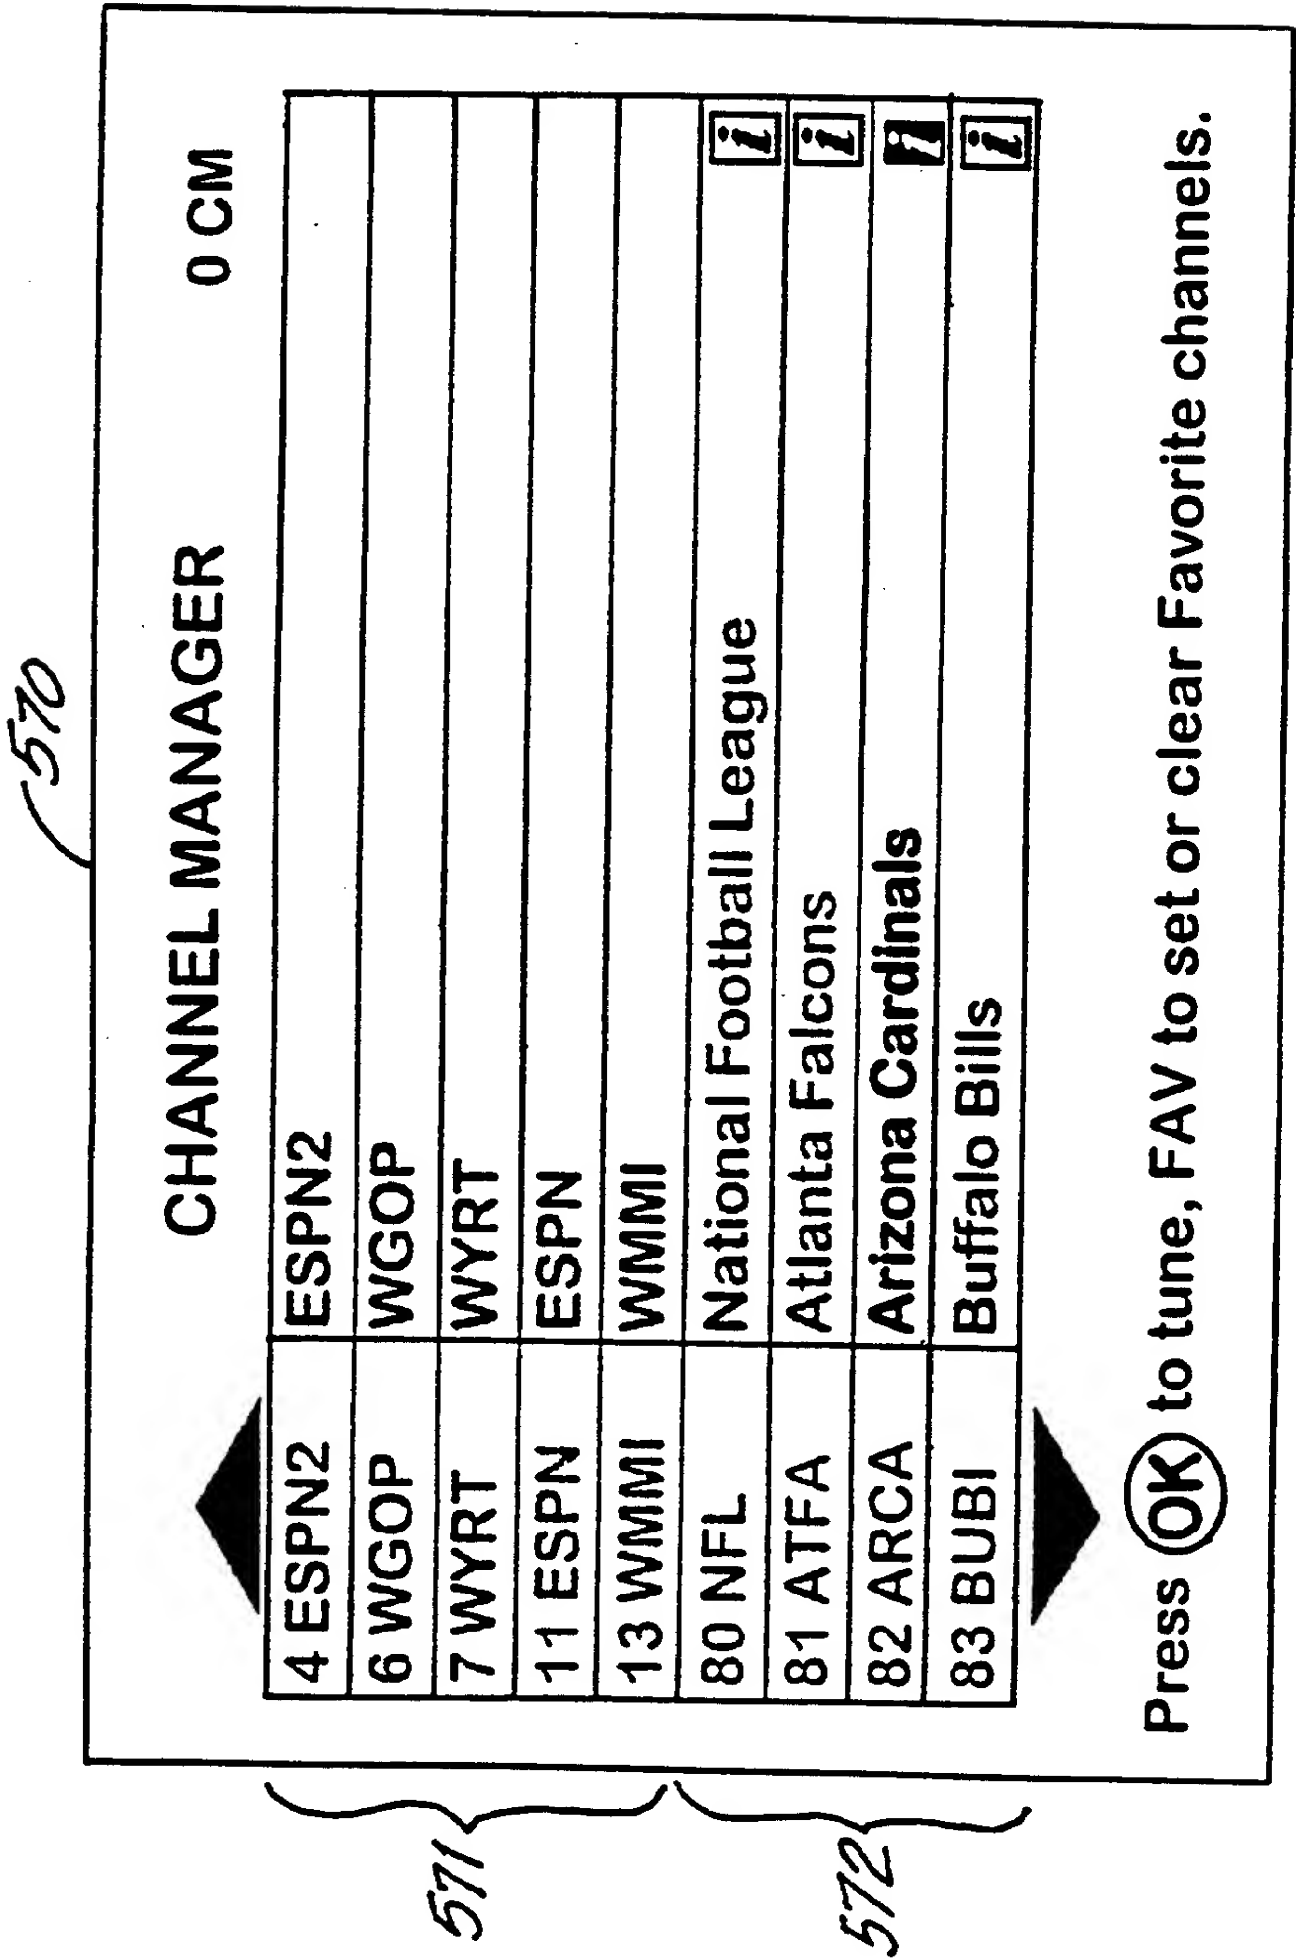 570
CHANNEL MANAGER 0 CM
4 ESPN2 ESPN2
6 WGOP WGOP
7 WYRT WYRT
11 ESPN ESPN
13 WMMI WMMI
80 NFL National Football League i
81 ATFA Atlanta Falcons i
82 ARCA Arizona Cardinals i
83 BUBI Buffalo Bills i
Press OK to tune, FAV to set or clear Favorite channels.
571
572